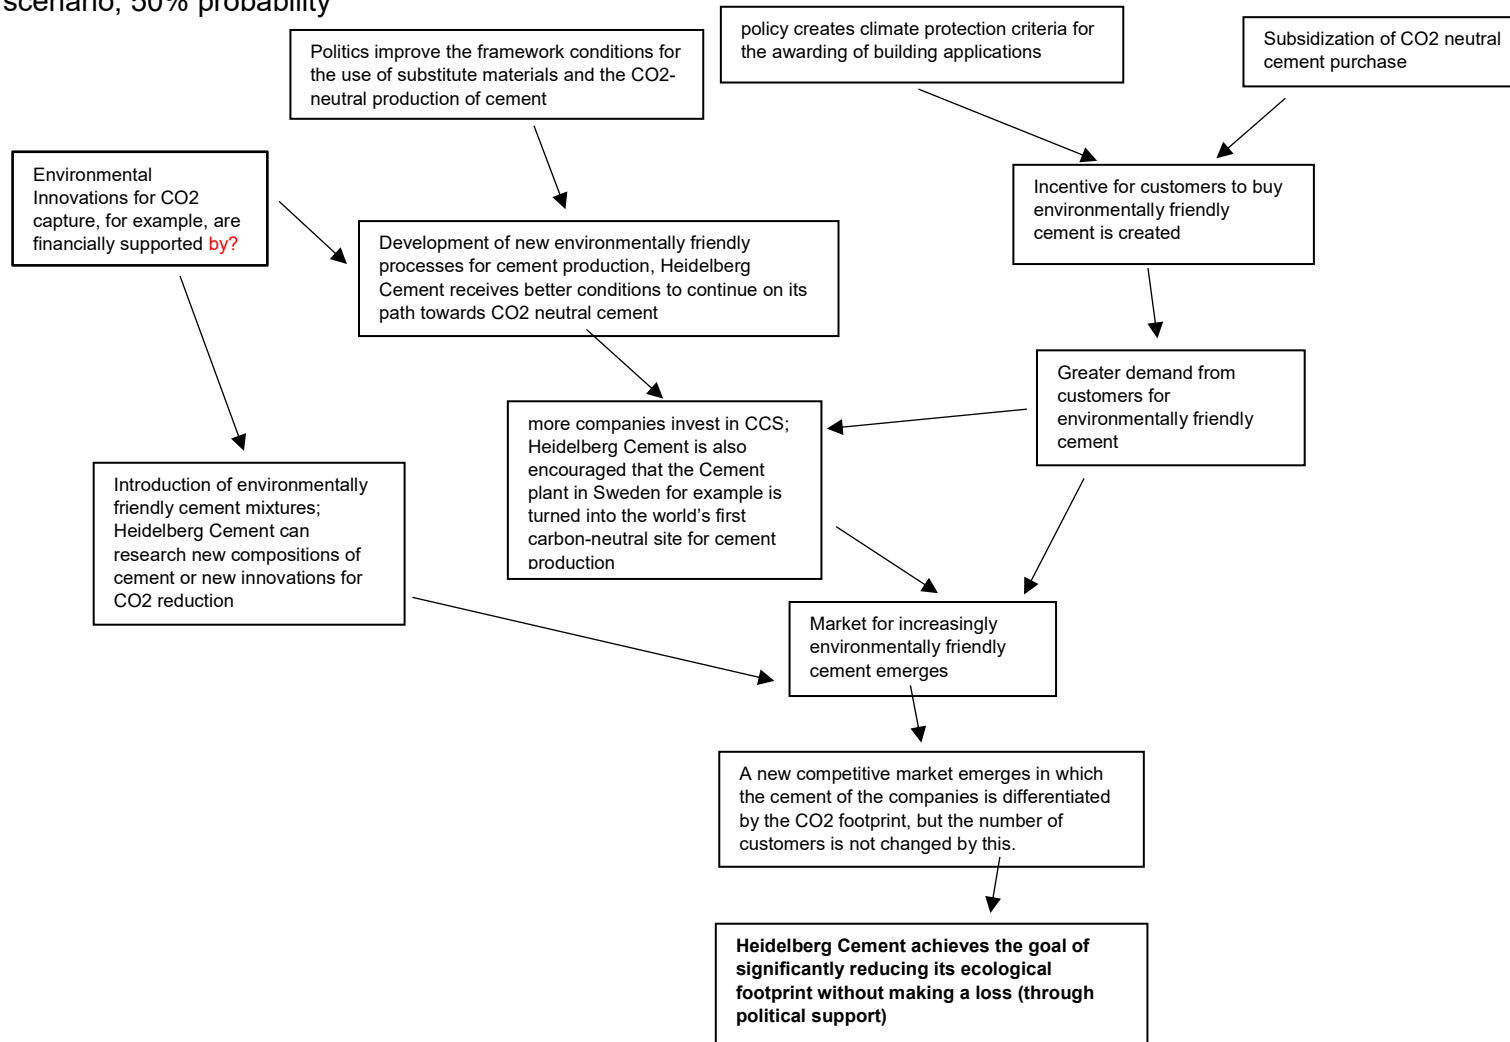 scenario, 50% probability
Politics improve the framework conditions for
the use of substitute materials and the CO2-
neutral production of cement
policy creates climate protection criteria for
the awarding of building applications
Subsidization of CO2 neutral
cement purchase
Environmental
Innovations for CO2
capture, for example, are
financially supported by?
Incentive for customers to buy
environmentally friendly
cement is created
Development of new environmentally friendly
processes for cement production, Heidelberg
Cement receives better conditions to continue on its
path towards CO2 neutral cement
Greater demand from
customers for
environmentally friendly
cement
more companies invest in CCS;
Heidelberg Cement is also
encouraged that the Cement
plant in Sweden for example is
turned into the world's first
carbon-neutral site for cement
production
Introduction of environmentally
friendly cement mixtures;
Heidelberg Cement can
research new compositions of
cement or new innovations for
CO2 reduction
Market for increasingly
environmentally friendly
cement emerges
A new competitive market emerges in which
the cement of the companies is differentiated
by the CO2 footprint, but the number of
customers is not changed by this.
Heidelberg Cement achieves the goal of
significantly reducing its ecological
footprint without making a loss (through
political support)